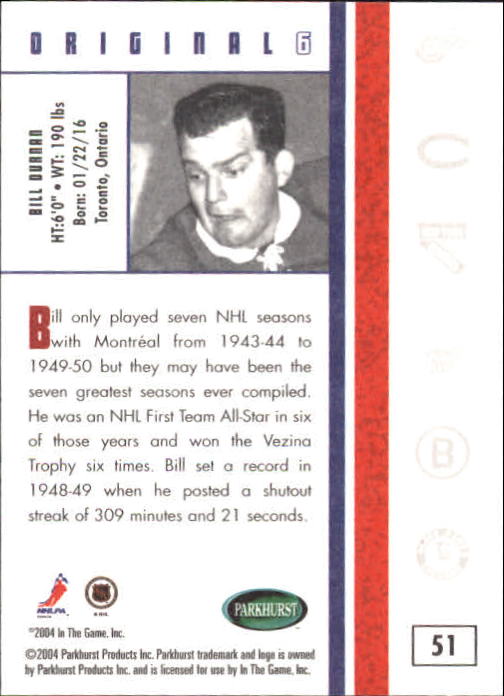 ORIGINAL 6
BILL DURNAN
HT:6'0" • WT: 190 lbs
Born: 01/22/16
Toronto, Ontario
Bill only played seven NHL seasons
with Montréal from 1943-44 to
1949-50 but they may have been the
seven greatest seasons ever compiled.
He was an NHL First Team All-Star in six
of those years and won the Vezina
Trophy six times. Bill set a record in
1948-49 when he posted a shutout
streak of 309 minutes and 21 seconds.
NHLPA
PARKHURST
©2004 In The Game, Inc.
©2004 Parkhurst Products Inc. Parkhurst trademark and logo is owned
by Parkhurst Products Inc. and is licensed for use by In The Game, Inc.
B
51